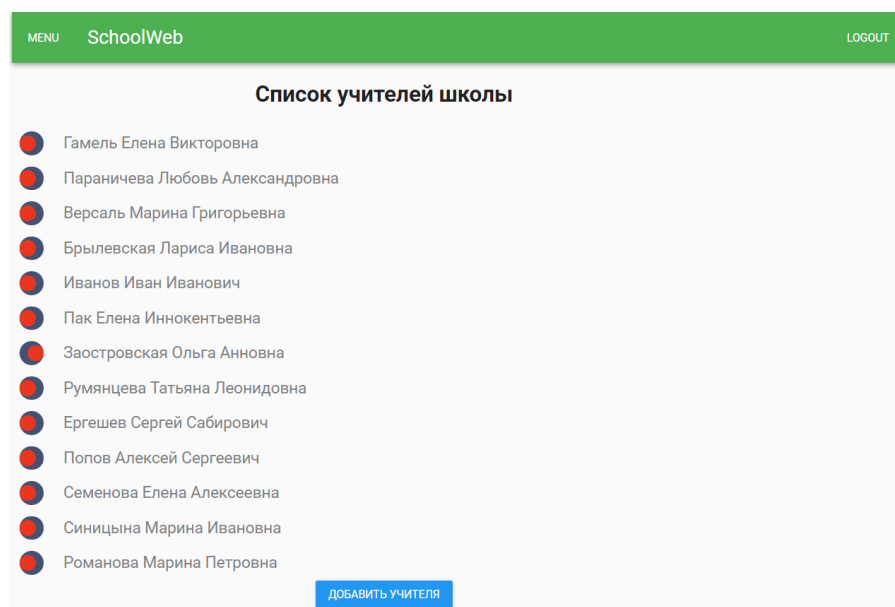 MENU SchoolWeb LOGOUT
Список учителей школы
Гамель Елена Викторовна
Параничева Любовь Александровна
Версаль Марина Григорьевна
Брылевская Лариса Ивановна
Иванов Иван Иванович
Пак Елена Иннокентьевна
Заостровская Ольга Анновна
Румянцева Татьяна Леонидовна
Ергешев Сергей Сабирович
Попов Алексей Сергеевич
Семенова Елена Алексеевна
Синицына Марина Ивановна
Романова Марина Петровна
ДОБАВИТЬ УЧИТЕЛЯ